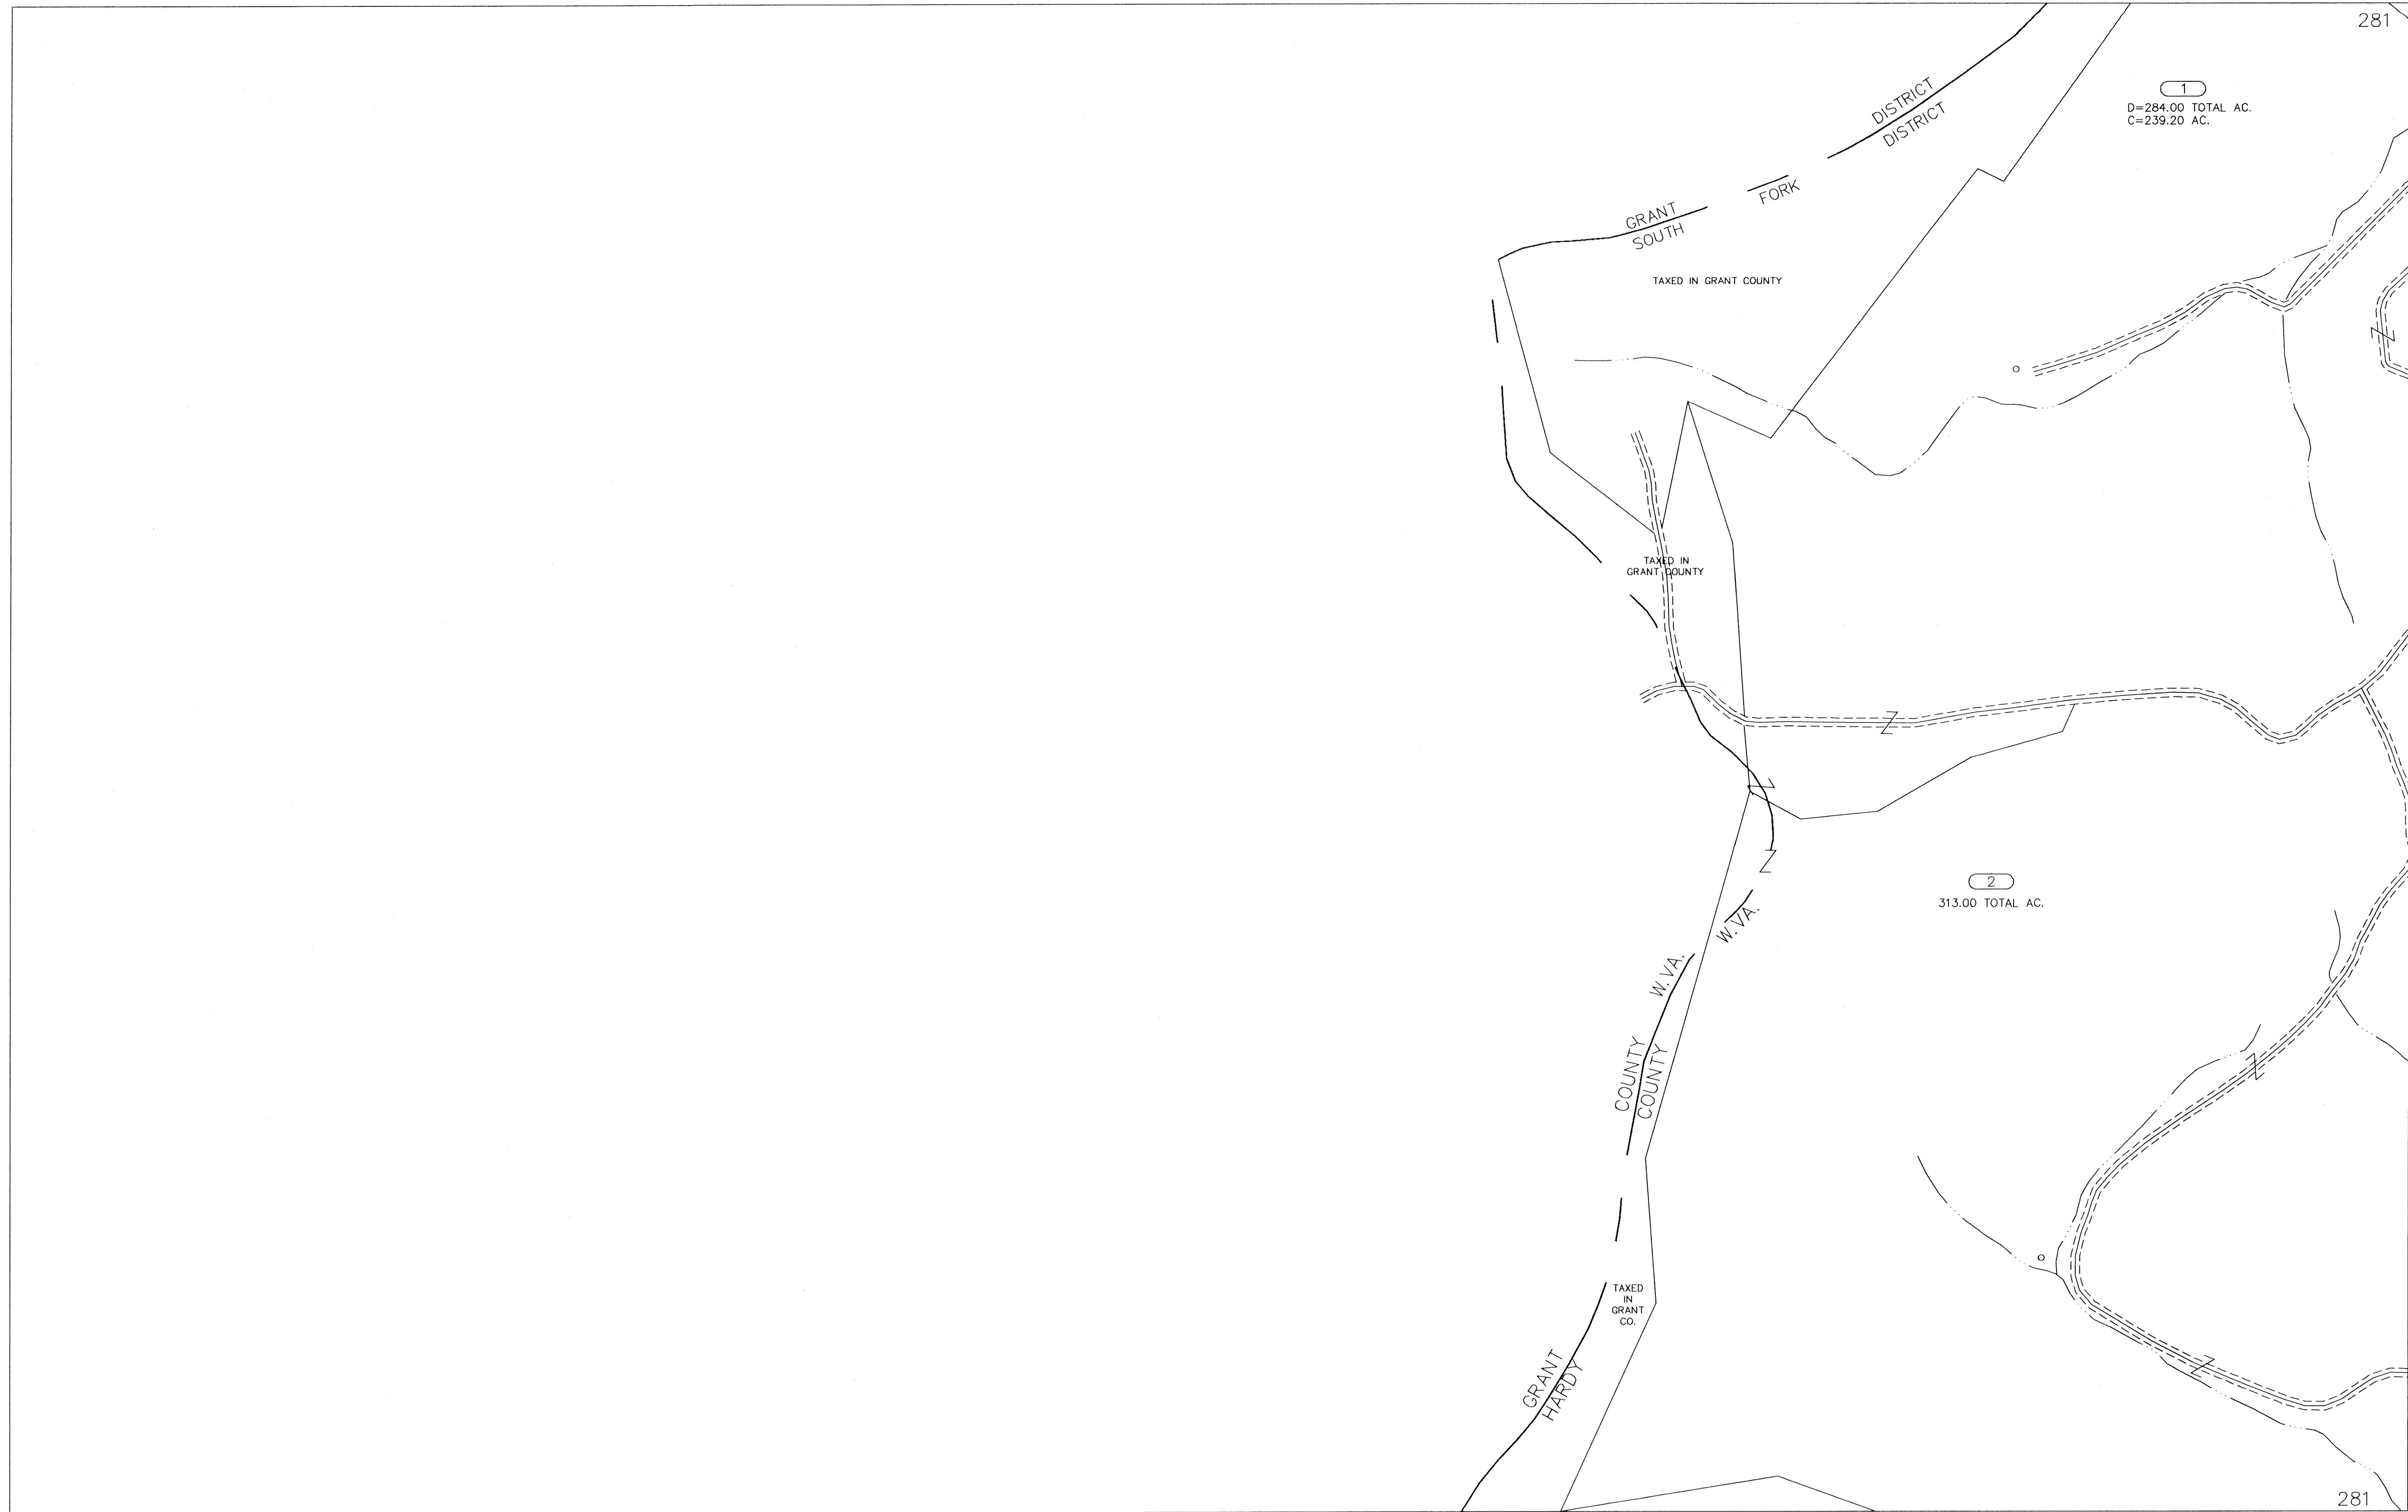 281
1
D=284.00 TOTAL AC.
C=239.20 AC.
GRANT DISTRICT
SOUTH FORK DISTRICT
TAXED IN GRANT COUNTY
TAXED IN
GRANT COUNTY
2
313.00 TOTAL AC.
GRANT COUNTY W.VA.
HARDY COUNTY W.VA.
TAXED
IN
GRANT
CO.
281